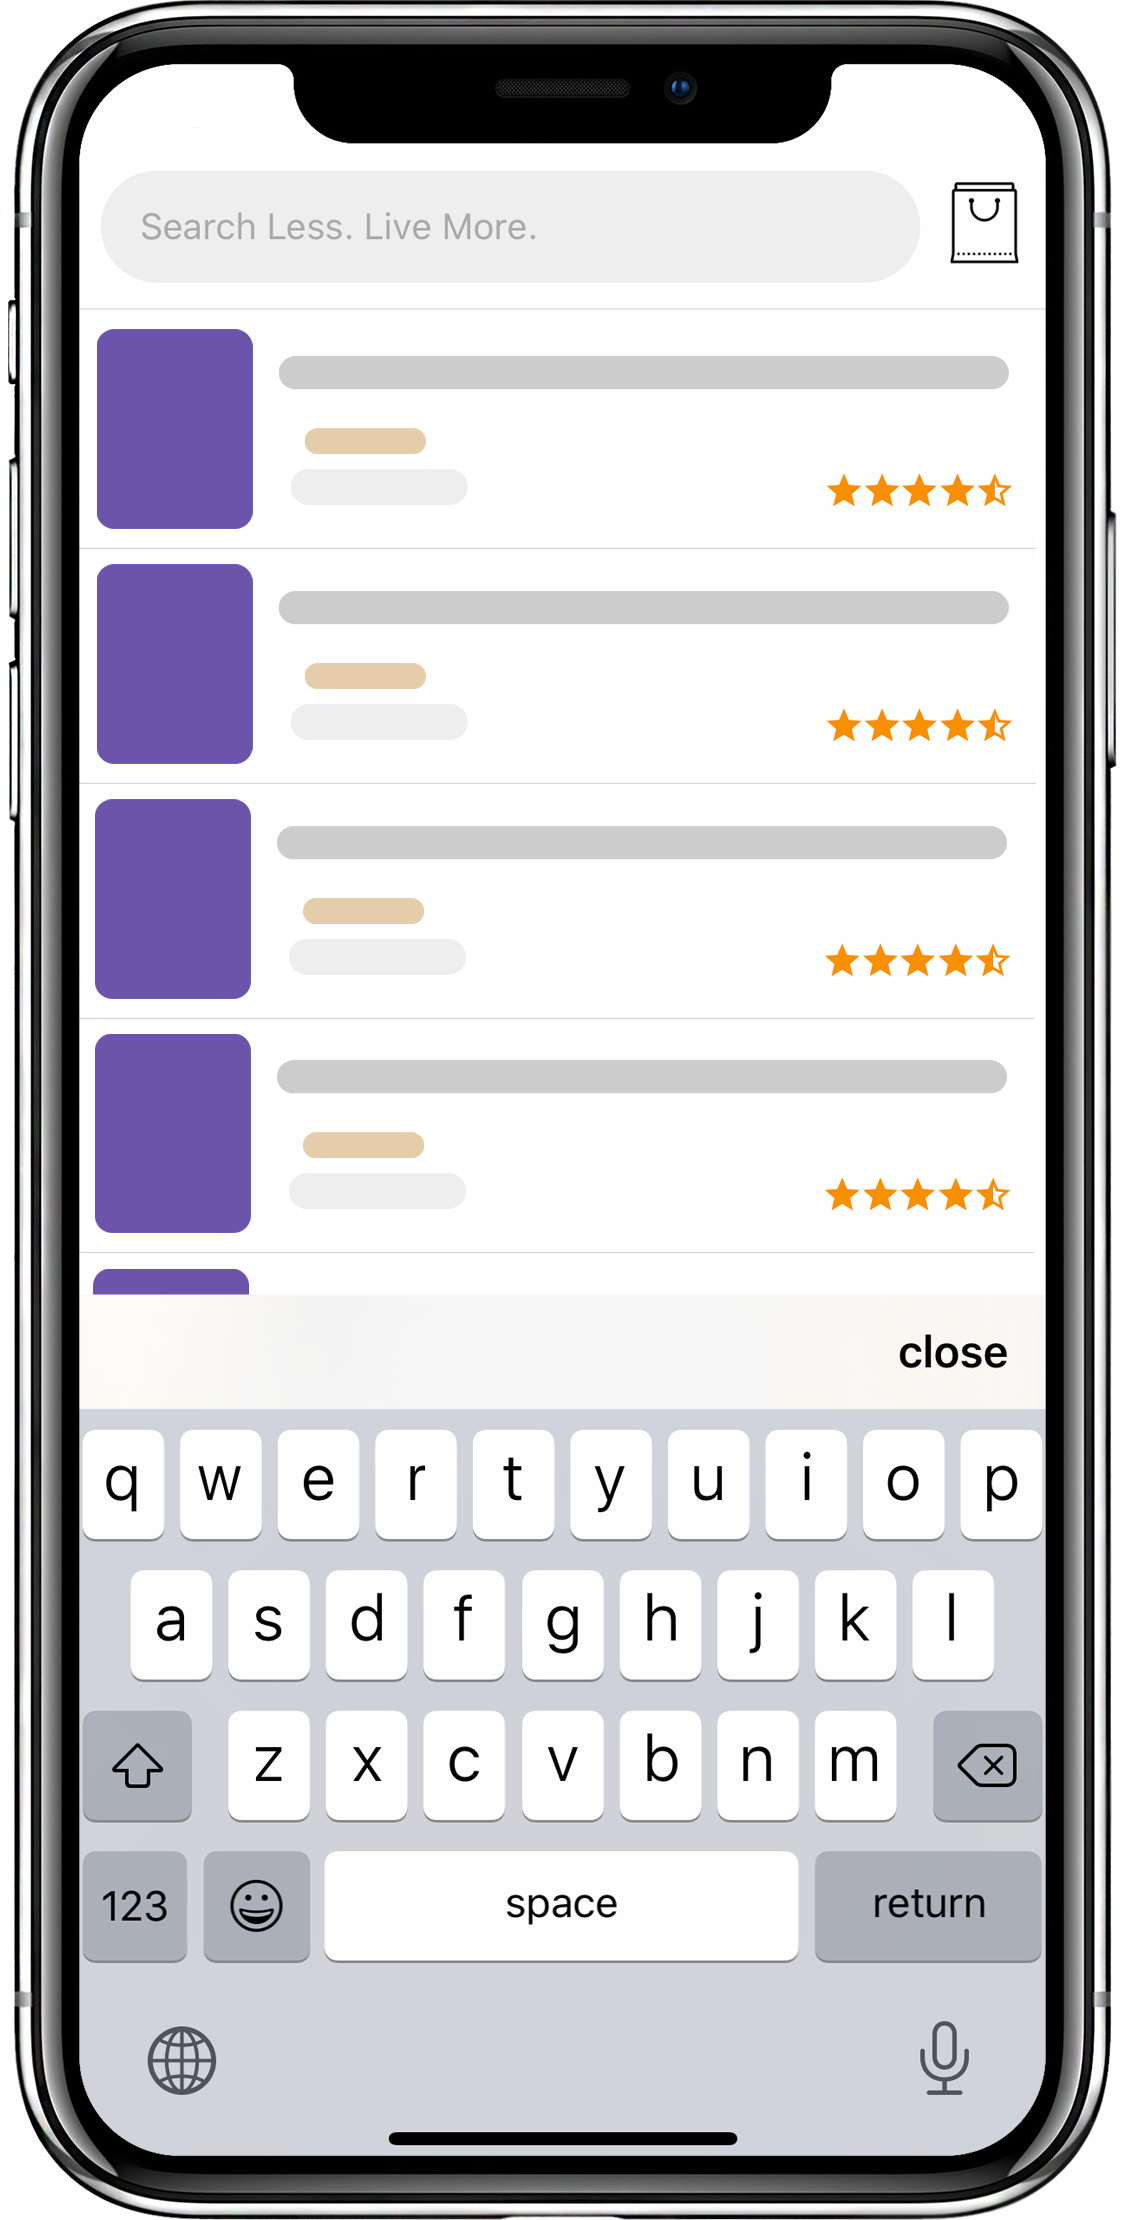 Search Less. Live More.
close
q w e r t y u i o p
a s d f g h j k l
z x c v b n m
123 space return